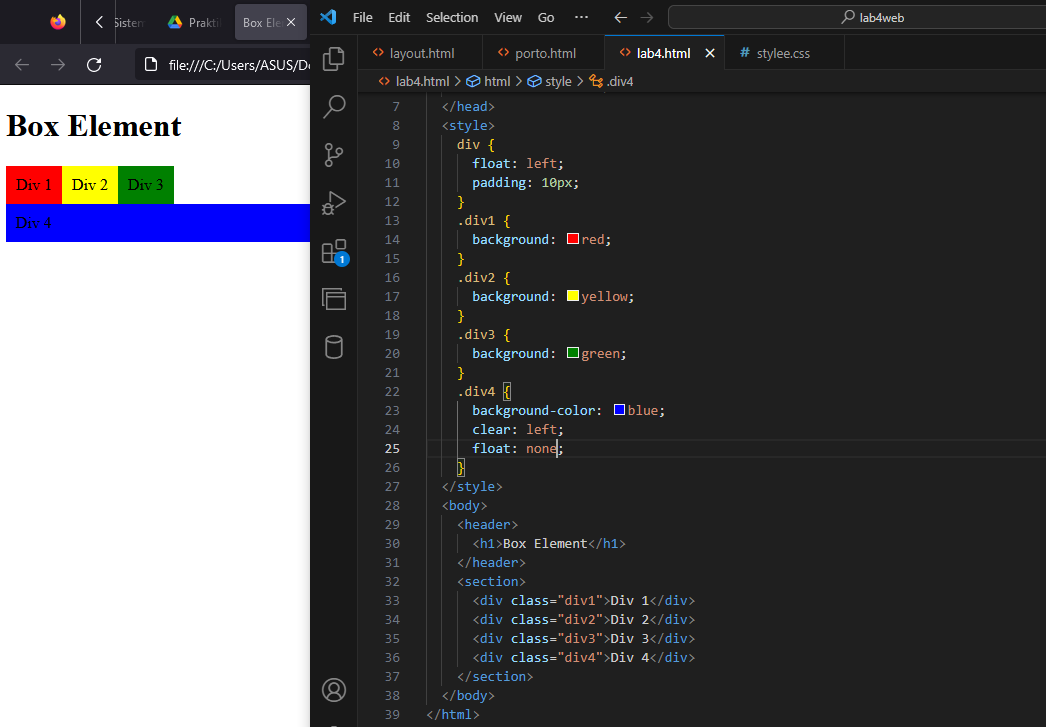 Sisten
Prakti
Box Ele
File Edit Selection View Go ...
lab4web
file:///C:/Users/ASUS/Do
layout.html
porto.html
lab4.html
# stylee.css
lab4.html > html > style > .div4
Box Element
Div 1 Div 2 Div 3
Div 4
1
7 </head>
8 <style>
9 div {
10 float: left;
11 padding: 10px;
12 }
13 .div1 {
14 background: red;
15 }
16 .div2 {
17 background: yellow;
18 }
19 .div3 {
20 background: green;
21 }
22 .div4 {
23 background-color: blue;
24 clear: left;
25 float: none;
26 }
27 </style>
28 <body>
29 <header>
30 <h1>Box Element</h1>
31 </header>
32 <section>
33 <div class="div1">Div 1</div>
34 <div class="div2">Div 2</div>
35 <div class="div3">Div 3</div>
36 <div class="div4">Div 4</div>
37 </section>
38 </body>
39 </html>